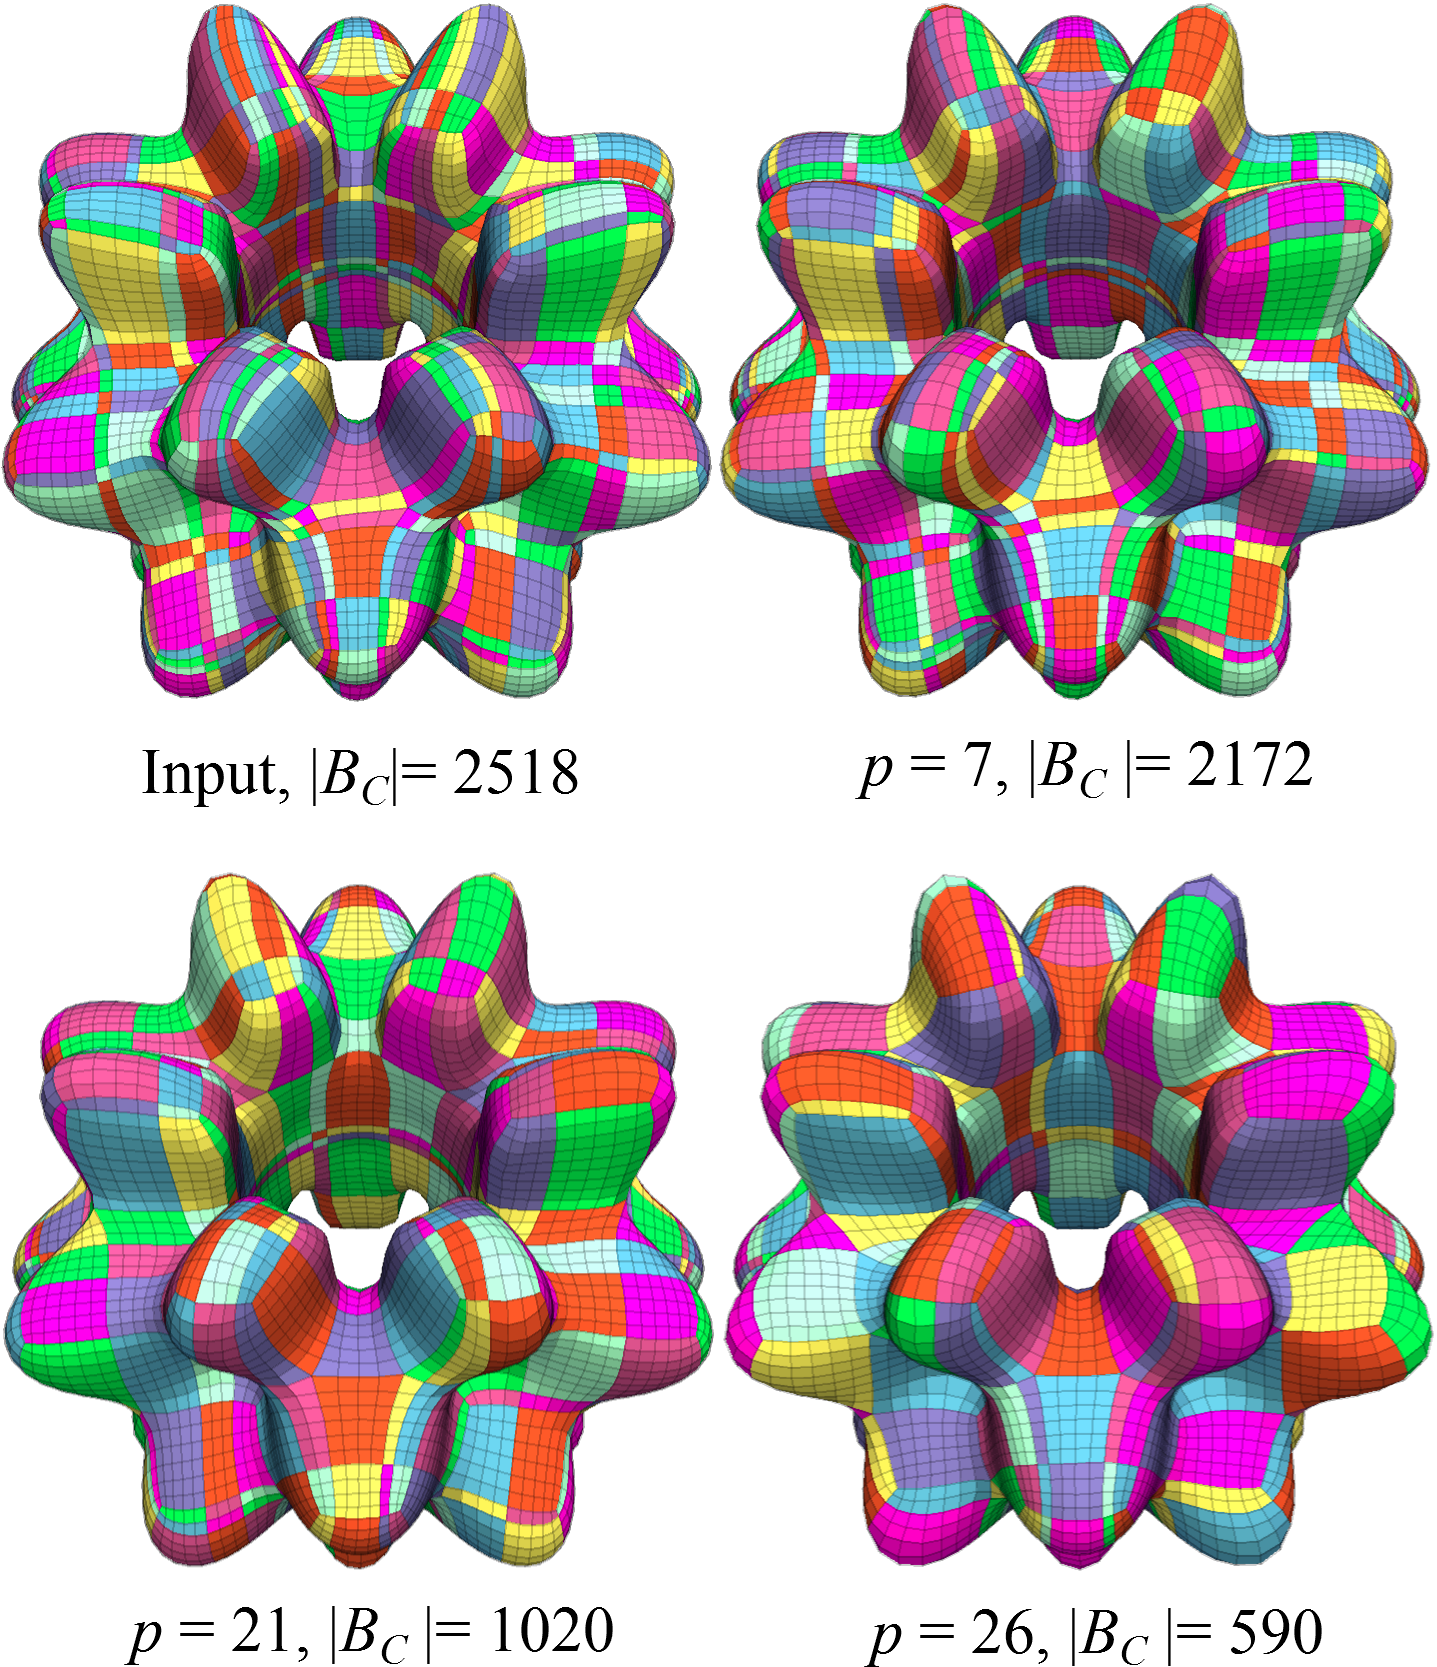 Input, |B_C|= 2518
p = 7, |B_C |= 2172
p = 21, |B_C |= 1020
p = 26, |B_C |= 590